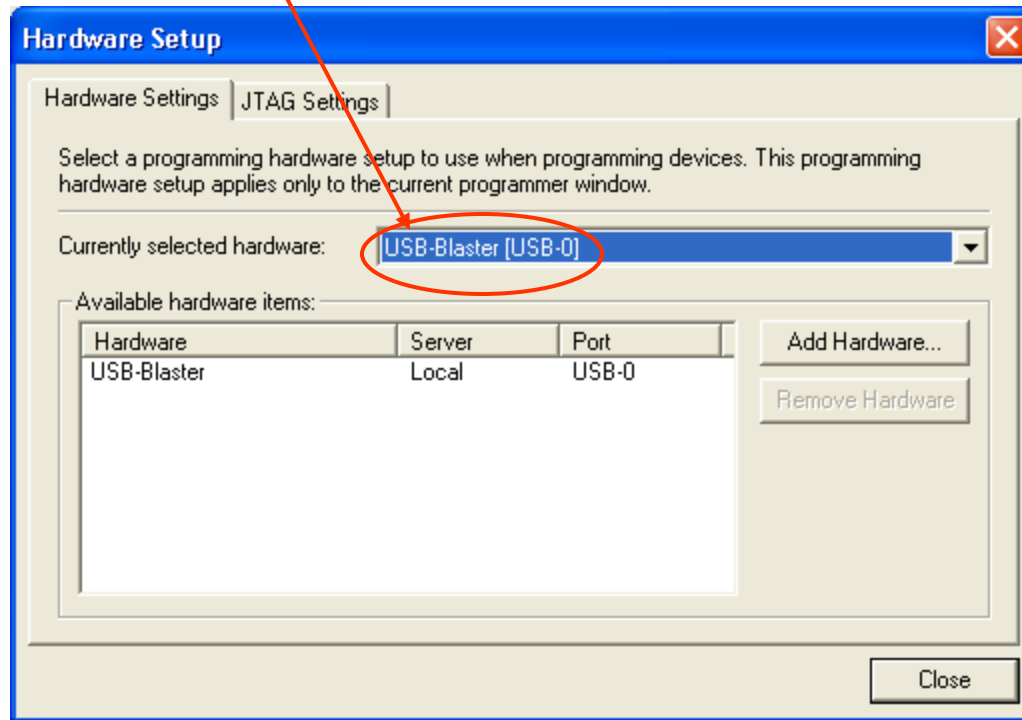 Hardware Setup
Hardware Settings JTAG Settings
Select a programming hardware setup to use when programming devices. This programming
hardware setup applies only to the current programmer window.
Currently selected hardware: USB-Blaster [USB-0]
Available hardware items:
Hardware Server Port
USB-Blaster Local USB-0
Add Hardware...
Remove Hardware
Close